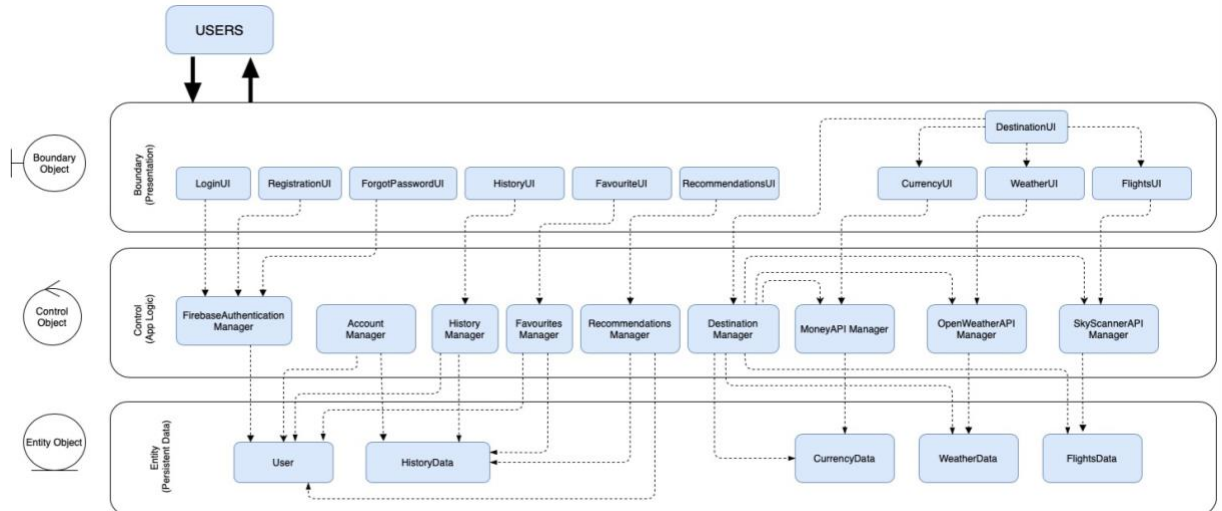 USERS
Boundary
Object
Boundary
(Presentation)
DestinationUI
LoginUI
RegistrationUI
ForgotPasswordUI
HistoryUI
FavouriteUI
RecommendationsUI
CurrencyUI
WeatherUI
FlightsUI
Control
Object
Control
(App Logic)
FirebaseAuthentication
Manager
Account
Manager
History
Manager
Favourites
Manager
Recommendations
Manager
Destination
Manager
MoneyAPI Manager
OpenWeatherAPI
Manager
SkyScannerAPI
Manager
Entity Object
Entity
(Persistent Data)
User
HistoryData
CurrencyData
WeatherData
FlightsData